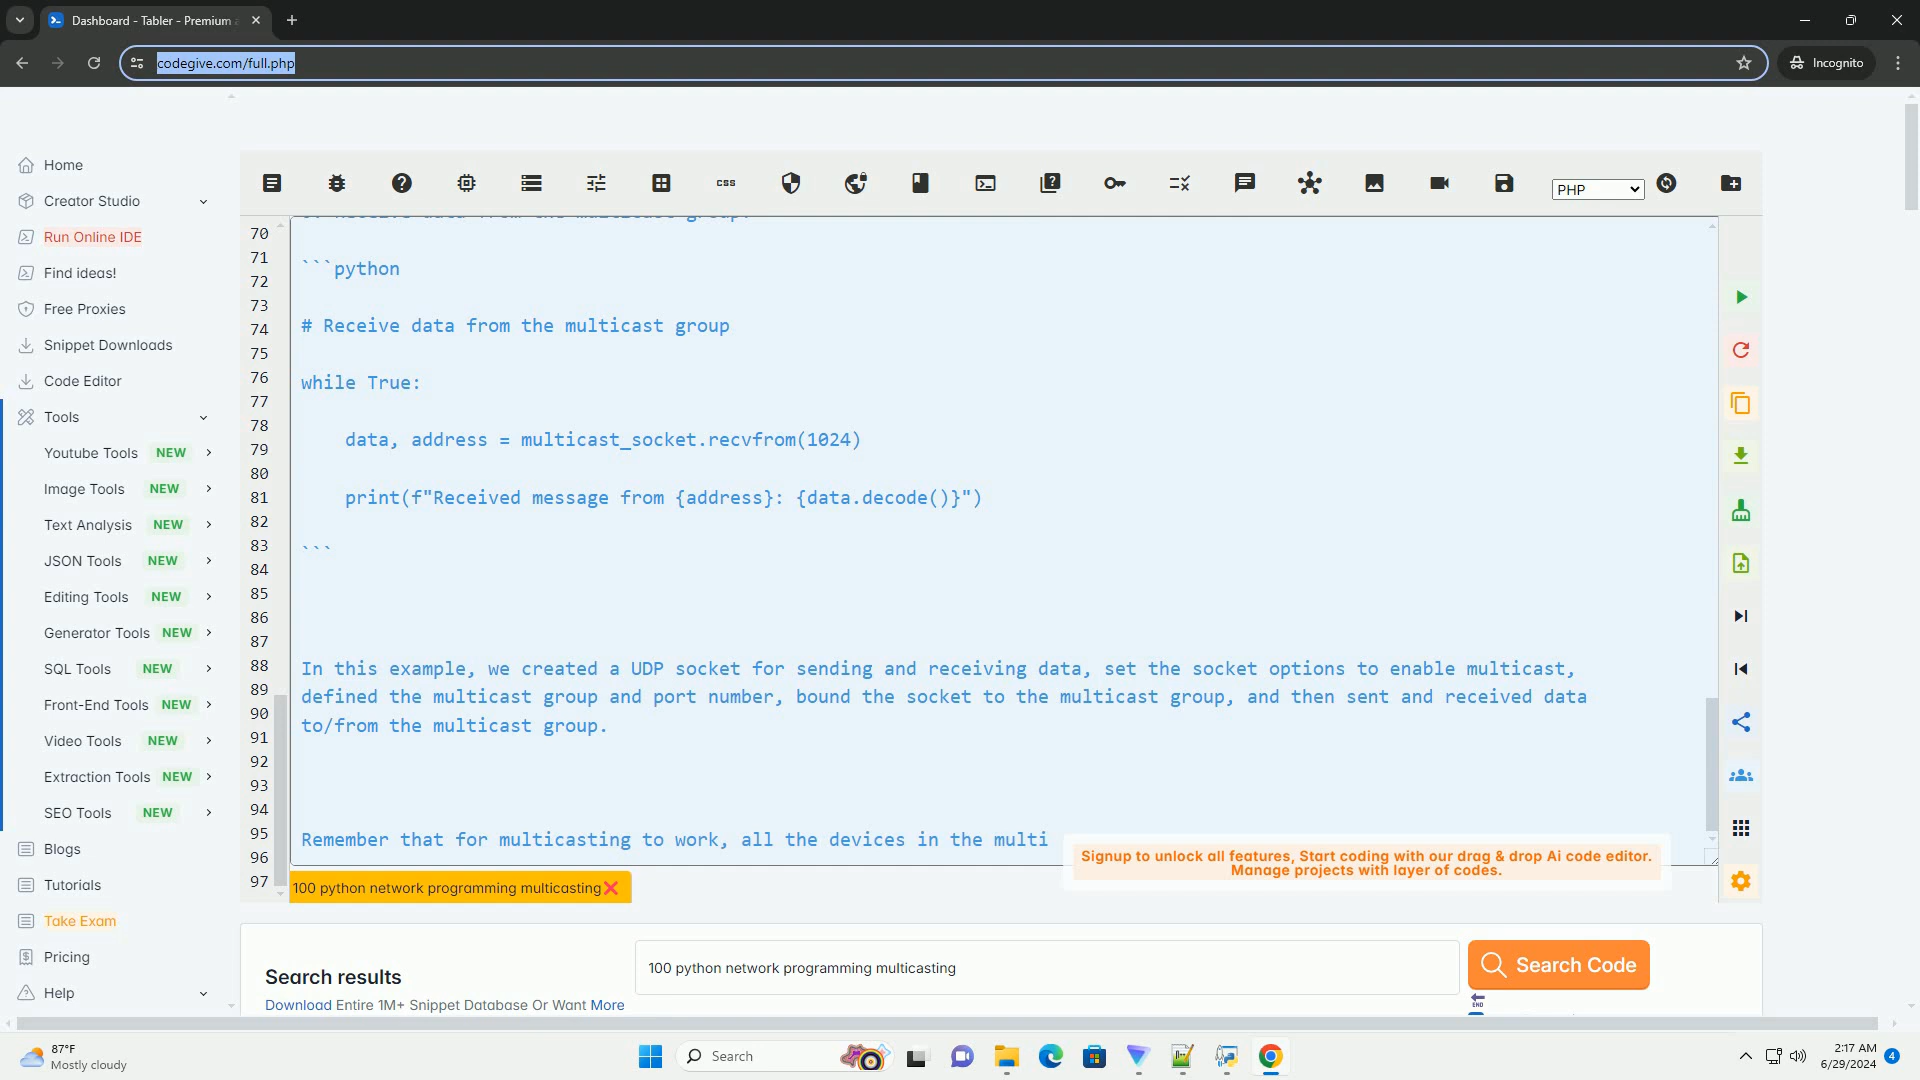 Dashboard - Tabler - Premium
codegive.com/full.php
Incognito
Home
Creator Studio
Run Online IDE
Find ideas!
Free Proxies
Snippet Downloads
Code Editor
Tools
Youtube Tools NEW
Image Tools NEW
Text Analysis NEW
JSON Tools NEW
Editing Tools NEW
Generator Tools NEW
SQL Tools NEW
Front-End Tools NEW
Video Tools NEW
Extraction Tools NEW
SEO Tools NEW
Blogs
Tutorials
Take Exam
Pricing
Help
css
PHP
70
71
72
73
74
75
76
77
78
79
80
81
82
83
84
85
86
87
88
89
90
91
92
93
94
95
96
97
```python
# Receive data from the multicast group
while True:
data, address = multicast_socket.recvfrom(1024)
print(f"Received message from {address}: {data.decode()}")
```
In this example, we created a UDP socket for sending and receiving data, set the socket options to enable multicast,
defined the multicast group and port number, bound the socket to the multicast group, and then sent and received data
to/from the multicast group.
Remember that for multicasting to work, all the devices in the multi
Signup to unlock all features, Start coding with our drag & drop Ai code editor.
Manage projects with layer of codes.
100 python network programming multicasting
Search results
100 python network programming multicasting
Search Code
Download Entire 1M+ Snippet Database Or Want More
END
87°F
Mostly cloudy
Search
2:17 AM
6/29/2024
4